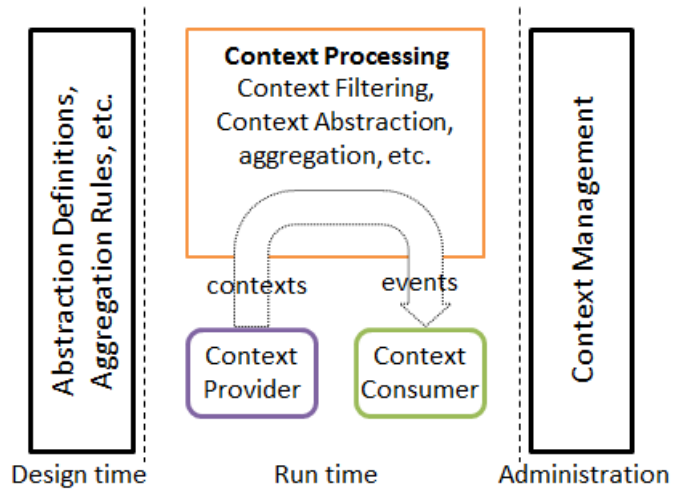 Abstraction Definitions,
Aggregation Rules, etc.
Context Processing
Context Filtering,
Context Abstraction,
aggregation, etc.
contexts
events
Context
Provider
Context
Consumer
Context Management
Design time
Run time
Administration